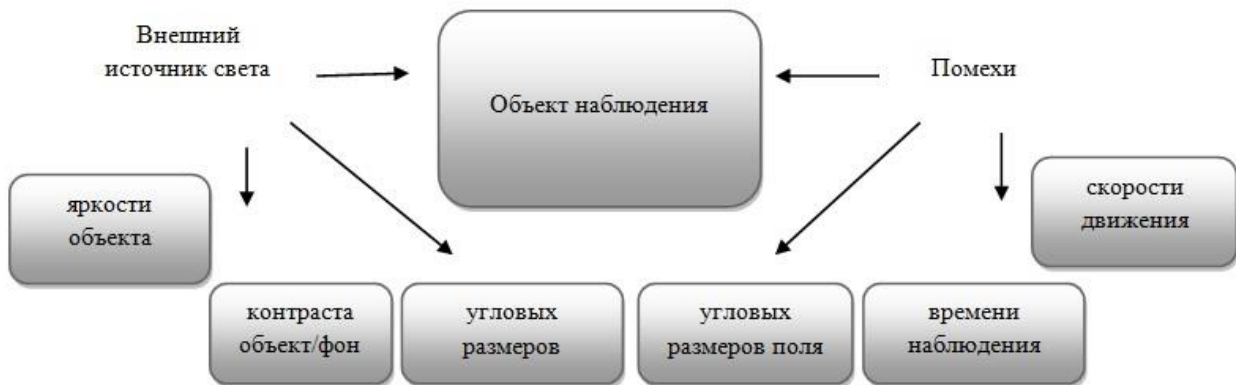 Внешний
источник света
Объект наблюдения
Помехи
яркости
объекта
скорости
движения
контраста
объект/фон
угловых
размеров
угловых
размеров поля
времени
наблюдения